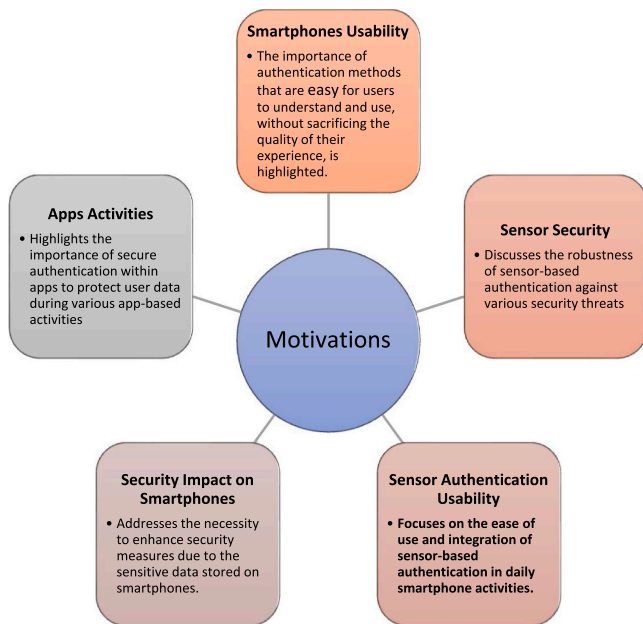 Smartphones Usability
• The importance of
authentication methods
that are easy for users
to understand and use,
without sacrificing the
quality of their
experience, is
highlighted.
Apps Activities
• Highlights the
importance of secure
authentication within
apps to protect user data
during various app-based
activities
Sensor Security
• Discusses the robustness
of sensor-based
authentication against
various security threats
Motivations
Security Impact on
Smartphones
• Addresses the necessity
to enhance security
measures due to the
sensitive data stored on
smartphones.
Sensor Authentication
Usability
• Focuses on the ease of
use and integration of
sensor-based
authentication in daily
smartphone activities.